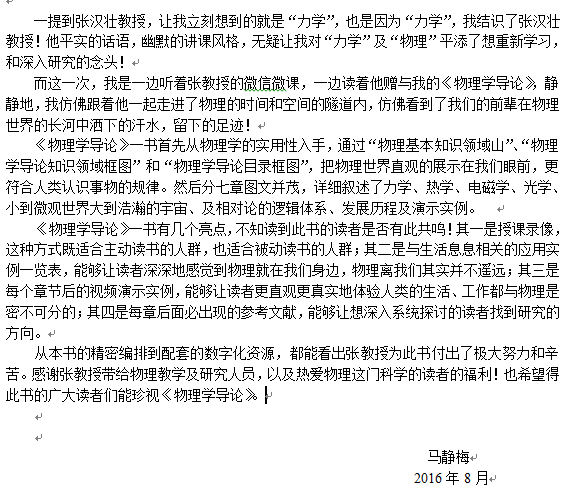 一提到张汉壮教授，让我立刻想到的就是“力学”，也是因为“力学”，我结识了张汉壮
教授！他平实的话语，幽默的讲课风格，无疑让我对“力学”及“物理”平添了想重新学习，
和深入研究的念头！
而这一次，我是一边听着张教授的微信微课，一边读着他赠与我的《物理学导论》，静
静地，我仿佛跟着他一起走进了物理的时间和空间的隧道内，仿佛看到了我们的前辈在物理
世界的长河中洒下的汗水，留下的足迹！
《物理学导论》一书首先从物理学的实用性入手，通过“物理基本知识领域山”、“物理
学导论知识领域框图”和“物理学导论目录框图”，把物理世界直观的展示在我们眼前，更
符合人类认识事物的规律。然后分七章图文并茂，详细叙述了力学、热学、电磁学、光学、
小到微观世界大到浩瀚的宇宙、及相对论的逻辑体系、发展历程及演示实例。
《物理学导论》一书有几个亮点，不知读到此书的读者是否有此共鸣！其一是授课录像，
这种方式既适合主动读书的人群，也适合被动读书的人群；其二是与生活息息相关的应用实
例一览表，能够让读者深深地感觉到物理就在我们身边，物理离我们其实并不遥远；其三是
每个章节后的视频演示实例，能够让读者更直观更真实地体验人类的生活、工作都与物理是
密不可分的；其四是每章后面必出现的参考文献，能够让想深入系统探讨的读者找到研究的
方向。
从本书的精密编排到配套的数字化资源，都能看出张教授为此书付出了极大努力和辛
苦。感谢张教授带给物理教学及研究人员，以及热爱物理这门科学的读者的福利！也希望得
此书的广大读者们能珍视《物理学导论》。
马静梅
2016 年 8 月